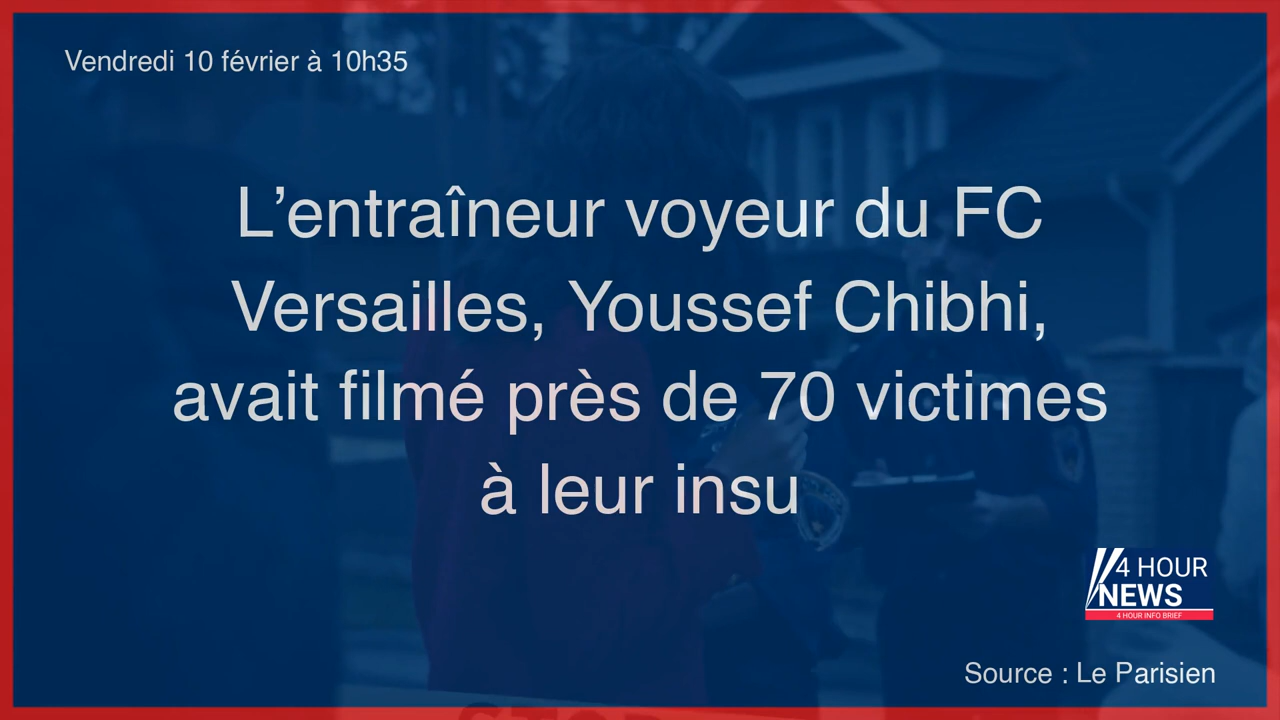 Vendredi 10 février à 10h35
L’entraîneur voyeur du FC
Versailles, Youssef Chibhi,
avait filmé près de 70 victimes
à leur insu
4 HOUR
NEWS
4 HOUR INFO BRIEF
Source : Le Parisien